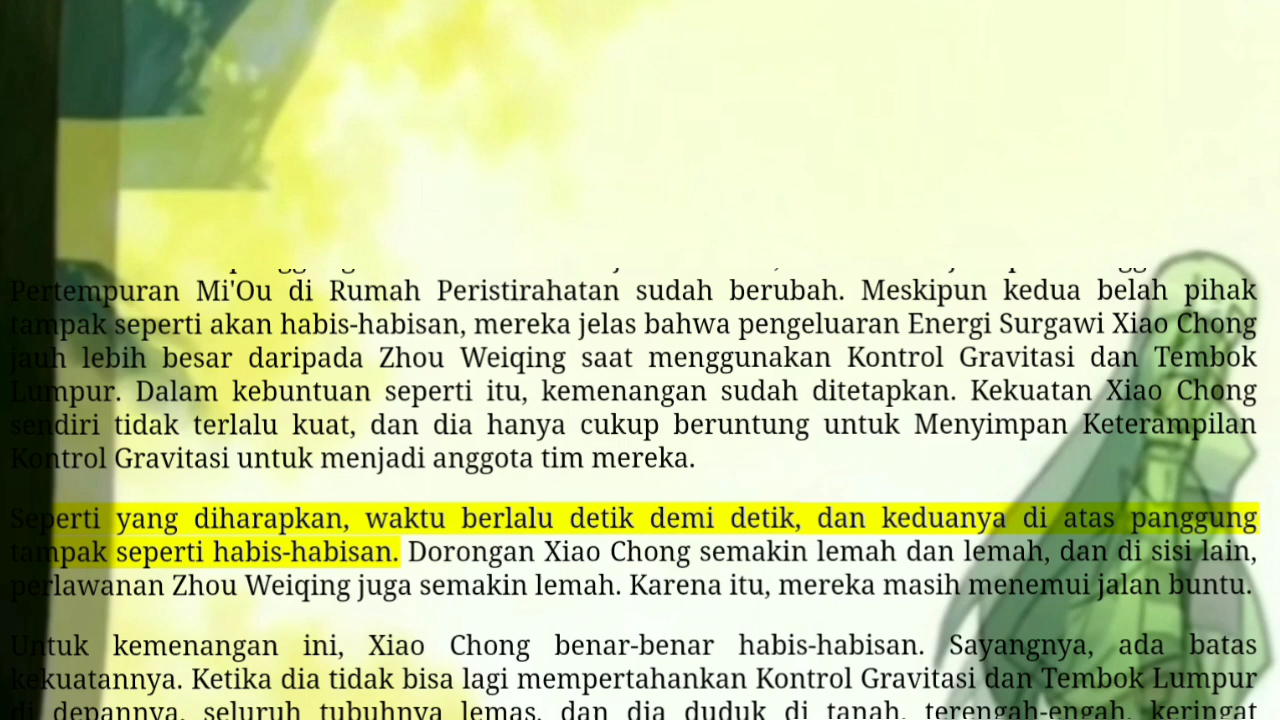 Pertempuran Mi'Ou di Rumah Peristirahatan sudah berubah. Meskipun kedua belah pihak
tampak seperti akan habis-habisan, mereka jelas bahwa pengeluaran Energi Surgawi Xiao Chong
jauh lebih besar daripada Zhou Weiqing saat menggunakan Kontrol Gravitasi dan Tembok
Lumpur. Dalam kebuntuan seperti itu, kemenangan sudah ditetapkan. Kekuatan Xiao Chong
sendiri tidak terlalu kuat, dan dia hanya cukup beruntung untuk Menyimpan Keterampilan
Kontrol Gravitasi untuk menjadi anggota tim mereka.
Seperti yang diharapkan, waktu berlalu detik demi detik, dan keduanya di atas panggung
tampak seperti habis-habisan. Dorongan Xiao Chong semakin lemah dan lemah, dan di sisi lain,
perlawanan Zhou Weiqing juga semakin lemah. Karena itu, mereka masih menemui jalan buntu.
Untuk kemenangan ini, Xiao Chong benar-benar habis-habisan. Sayangnya, ada batas
kekuatannya. Ketika dia tidak bisa lagi mempertahankan Kontrol Gravitasi dan Tembok Lumpur
di depannya, seluruh tubuhnya lemas, dan dia duduk di tanah, terengah-engah, keringat